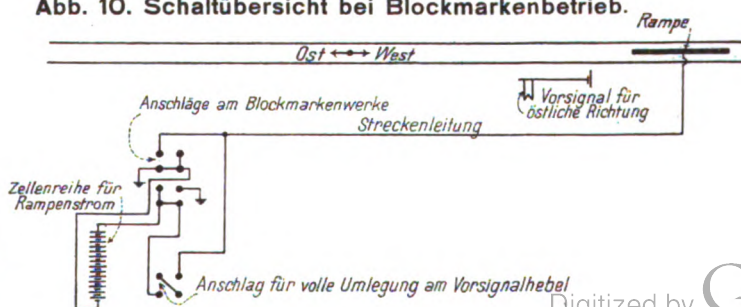 Abb. 10. Schaltübersicht bei Blockmarkenbetrieb.
Rampe
Ost ⟷ West
Vorsignal für
östliche Richtung
Anschläge am Blockmarkenwerke
Streckenleitung
Zellenreihe für
Rampenstrom
Anschlag für volle Umlegung am Vorsignalhebel
Digitized by G